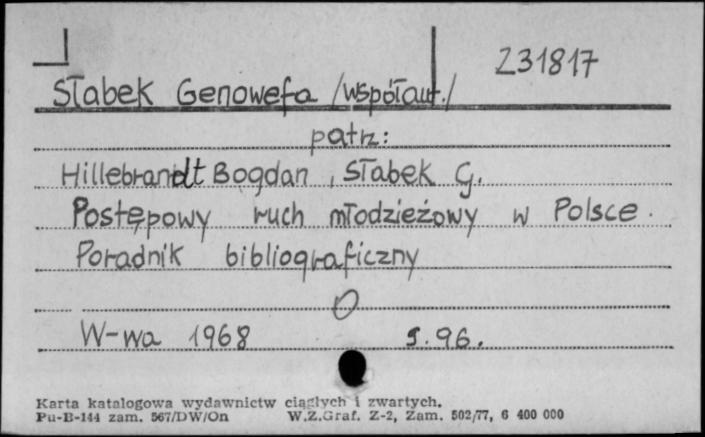 231817
Słabek Genowefa /współaut./
patrz:
Hillebrandt Bogdan, Słabek G.
Postępowy ruch młodzieżowy w Polsce.
Poradnik bibliograficzny
W-wa 1968 s. 96.
Karta katalogowa wydawnictw ciągłych i zwartych.
Pu-B-144 zam. 567/DW/On W.Z.Graf. Z-2, Zam. 502/77, 6 400 000